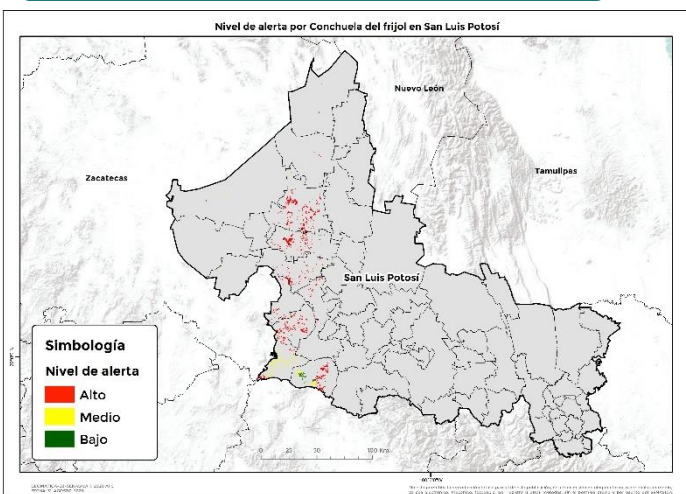 Nivel de alerta por Conchuela del frijol en San Luis Potosí
Nuevo León
Zacatecas
Tamulipas
San Luis Potosí
Simbología
Nivel de alerta
Alto
Medio
Bajo
0 25 50 100 Km